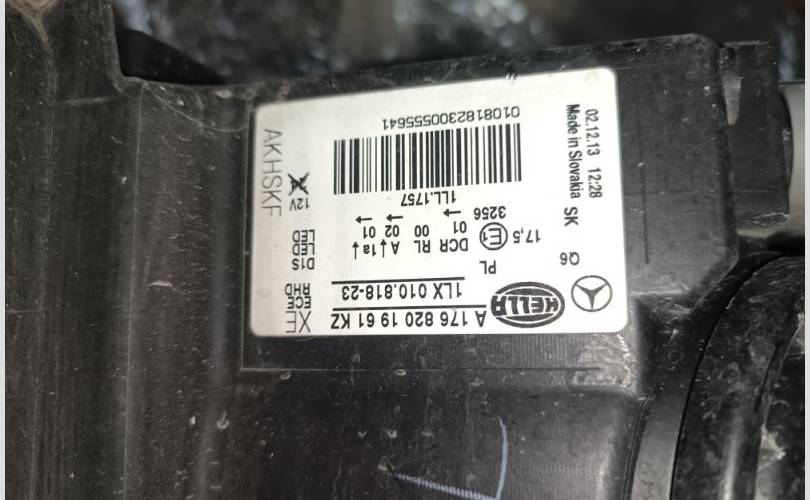 A 176 820 19 61 KZ
HELLA
1LX 010.818-23
XE
ECE
RHD
PL
D1S
LED
LED
DCR RL A 1a
E1
17,5
01 00 02 01
3256
12V
1LL.1757
AKHSKF
0108182300555641
Q6
Made in Slovakia SK
02.12.13 12:28